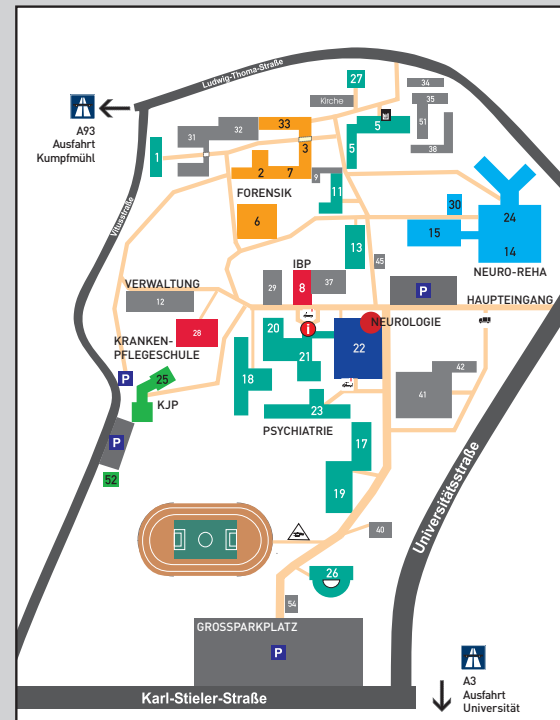 Ludwig-Thoma-Straße
27
34
Kirche
35
A93
Ausfahrt
Kumpfmühl
33
32
31
5
51
1
3
5
38
Vitusstraße
2
7
9
FORENSIK
11
30
24
6
15
13
14
IBP
45
NEURO-REHA
VERWALTUNG
29
8
37
P
HAUPTEINGANG
12
NEUROLOGIE
KRANKEN-
PFLEGESCHULE
28
20
i
21
22
P
25
18
42
KJP
41
23
PSYCHIATRIE
P
17
52
19
Universitätsstraße
40
26
54
GROSSPARKPLATZ
P
A3
Ausfahrt
Universität
Karl-Stieler-Straße